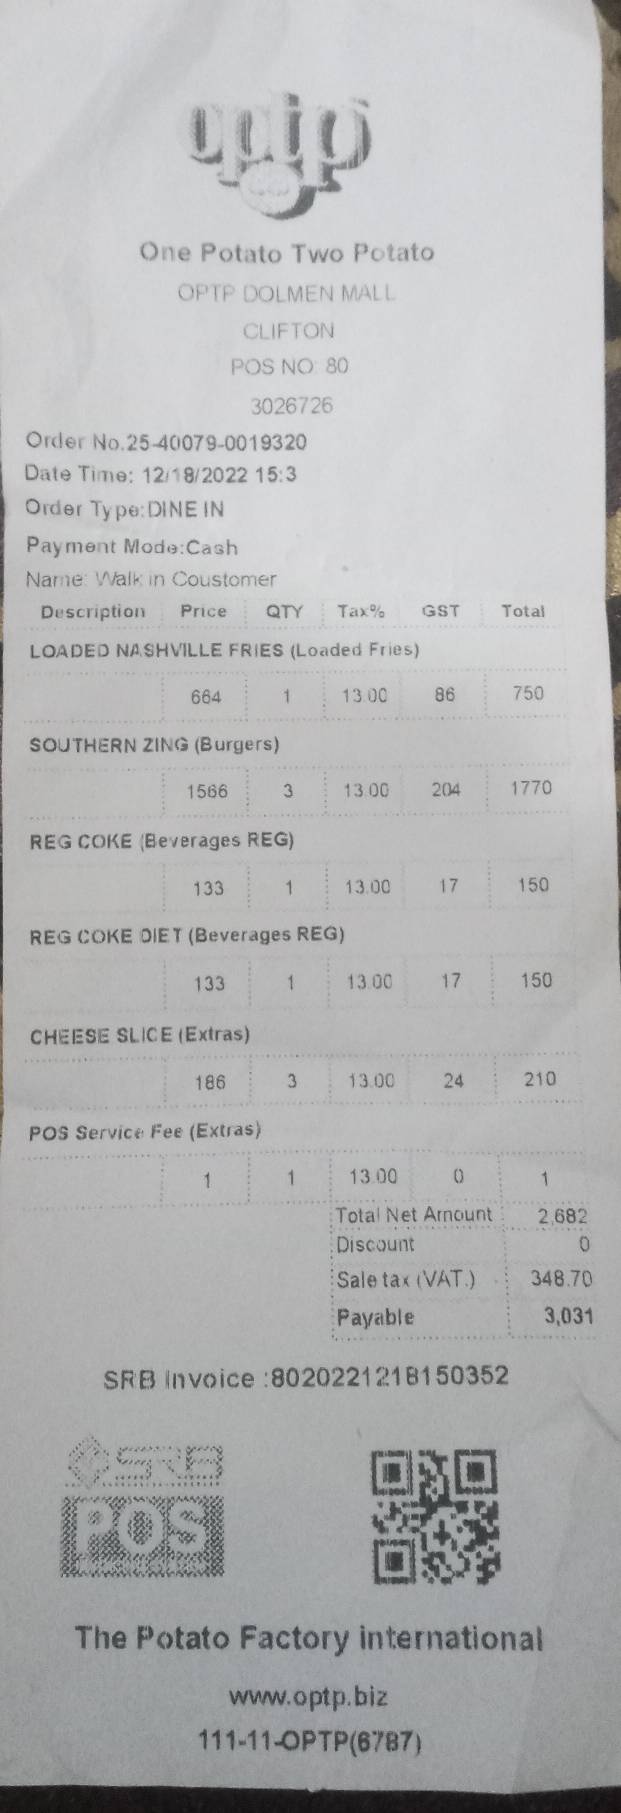 optp
One Potato Two Potato
OPTP DOLMEN MALL
CLIFTON
POS NO: 80
3026726
Order No.25-40079-0019320
Date Time: 12/18/2022 15:3
Order Type:DINE IN
Payment Mode:Cash
Name: Walk in Coustomer
Description Price QTY Tax% GST Total
LOADED NASHVILLE FRIES (Loaded Fries)
664 1 13.00 86 750
SOUTHERN ZING (Burgers)
1566 3 13.00 204 1770
REG COKE (Beverages REG)
133 1 13.00 17 150
REG COKE DIET (Beverages REG)
133 1 13.00 17 150
CHEESE SLICE (Extras)
186 3 13.00 24 210
POS Service Fee (Extras)
1 1 13.00 0 1
Total Net Amount 2,682
Discount 0
Sale tax (VAT.) 348.70
Payable 3,031
SRB Invoice :8020221218150352
SRB
POS
The Potato Factory international
www.optp.biz
111-11-OPTP(6787)